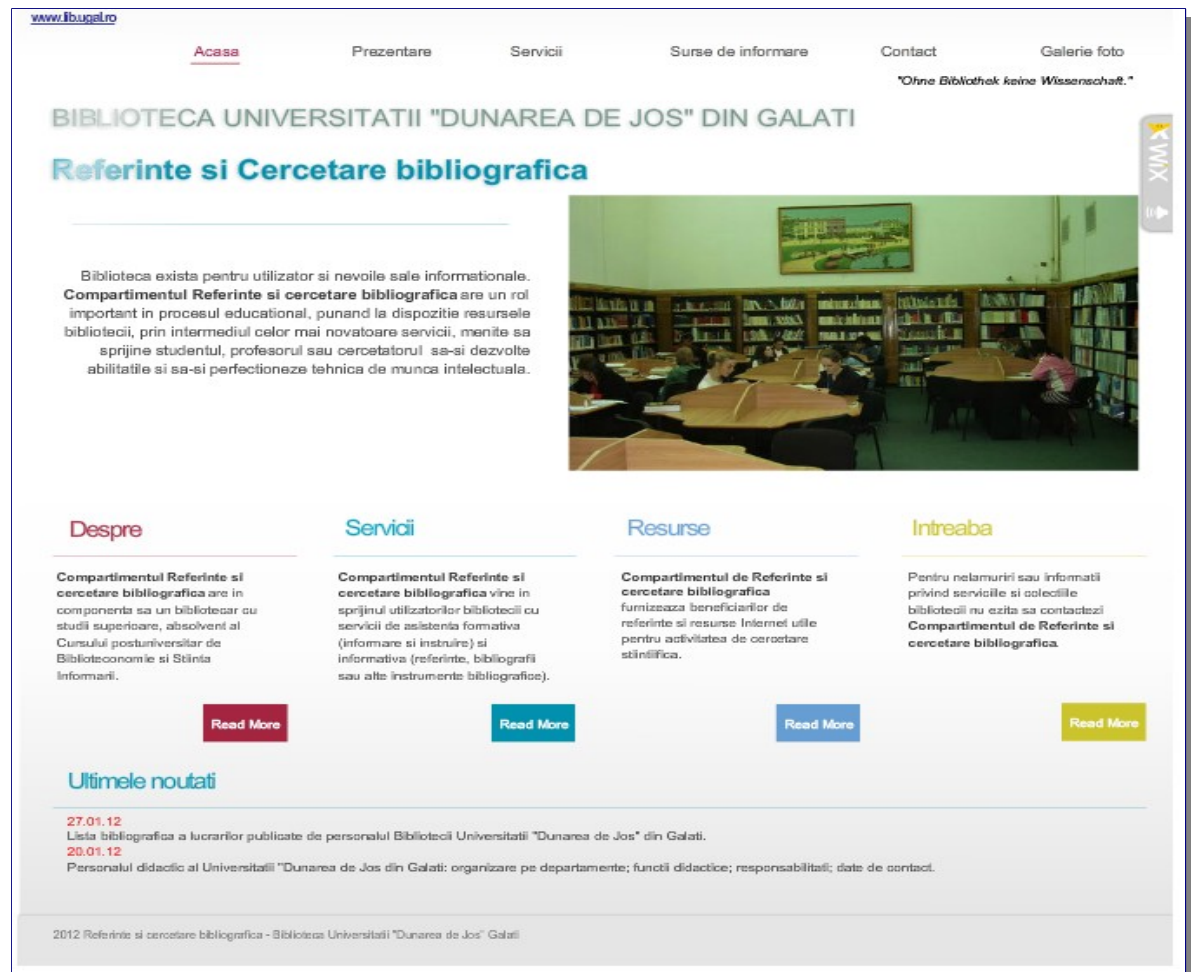 www.lib.ugal.ro
Acasa Prezentare Servicii Surse de informare Contact Galerie foto
"Ohne Bibliothek keine Wissenschaft."
BIBLIOTECA UNIVERSITATII "DUNAREA DE JOS" DIN GALATI
WiX
Referinte si Cercetare bibliografica
Biblioteca exista pentru utilizator si nevoile sale informationale.
Compartimentul Referinte si cercetare bibliografica are un rol
important in procesul educational, punand la dispozitie resursele
bibliotecii, prin intermediul celor mai novatoare servicii, menite sa
sprijine studentul, profesorul sau cercetatorul sa-si dezvolte
abilitatile si sa-si perfectioneze tehnica de munca intelectuala.
Despre
Compartimentul Referinte si
cercetare bibliografica are in
componenta sa un bibliotecar cu
studii superioare, absolvent al
Cursului postuniversitar de
Biblioteconomie si Stiinta
Informarii.
Read More
Servicii
Compartimentul Referinte si
cercetare bibliografica vine in
sprijinul utilizatorilor bibliotecii cu
servicii de asistenta formativa
(informare si instruire) si
informativa (referinte, bibliografii
sau alte instrumente bibliografice).
Read More
Resurse
Compartimentul de Referinte si
cercetare bibliografica
furnizeaza beneficiarilor de
referinte si resurse Internet utile
pentru activitatea de cercetare
stiintifica.
Read More
Intreaba
Pentru nelamuriri sau informatii
privind serviciile si colectiile
bibliotecii nu ezita sa contactezi
Compartimentul de Referinte si
cercetare bibliografica.
Read More
Ultimele noutati
27.01.12
Lista bibliografica a lucrarilor publicate de personalul Bibliotecii Universitatii "Dunarea de Jos" din Galati.
20.01.12
Personalul didactic al Universitatii "Dunarea de Jos din Galati: organizare pe departamente; functii didactice; responsabilitati; date de contact.
2012 Referinte si cercetare bibliografica - Biblioteca Universitatii "Dunarea de Jos" Galati